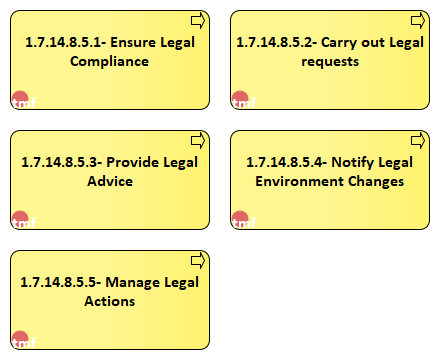 1.7.14.8.5.1- Ensure Legal
Compliance
tmf
1.7.14.8.5.2- Carry out Legal
requests
tmf
1.7.14.8.5.3- Provide Legal
Advice
tmf
1.7.14.8.5.4- Notify Legal
Environment Changes
tmf
1.7.14.8.5.5- Manage Legal
Actions
tmf